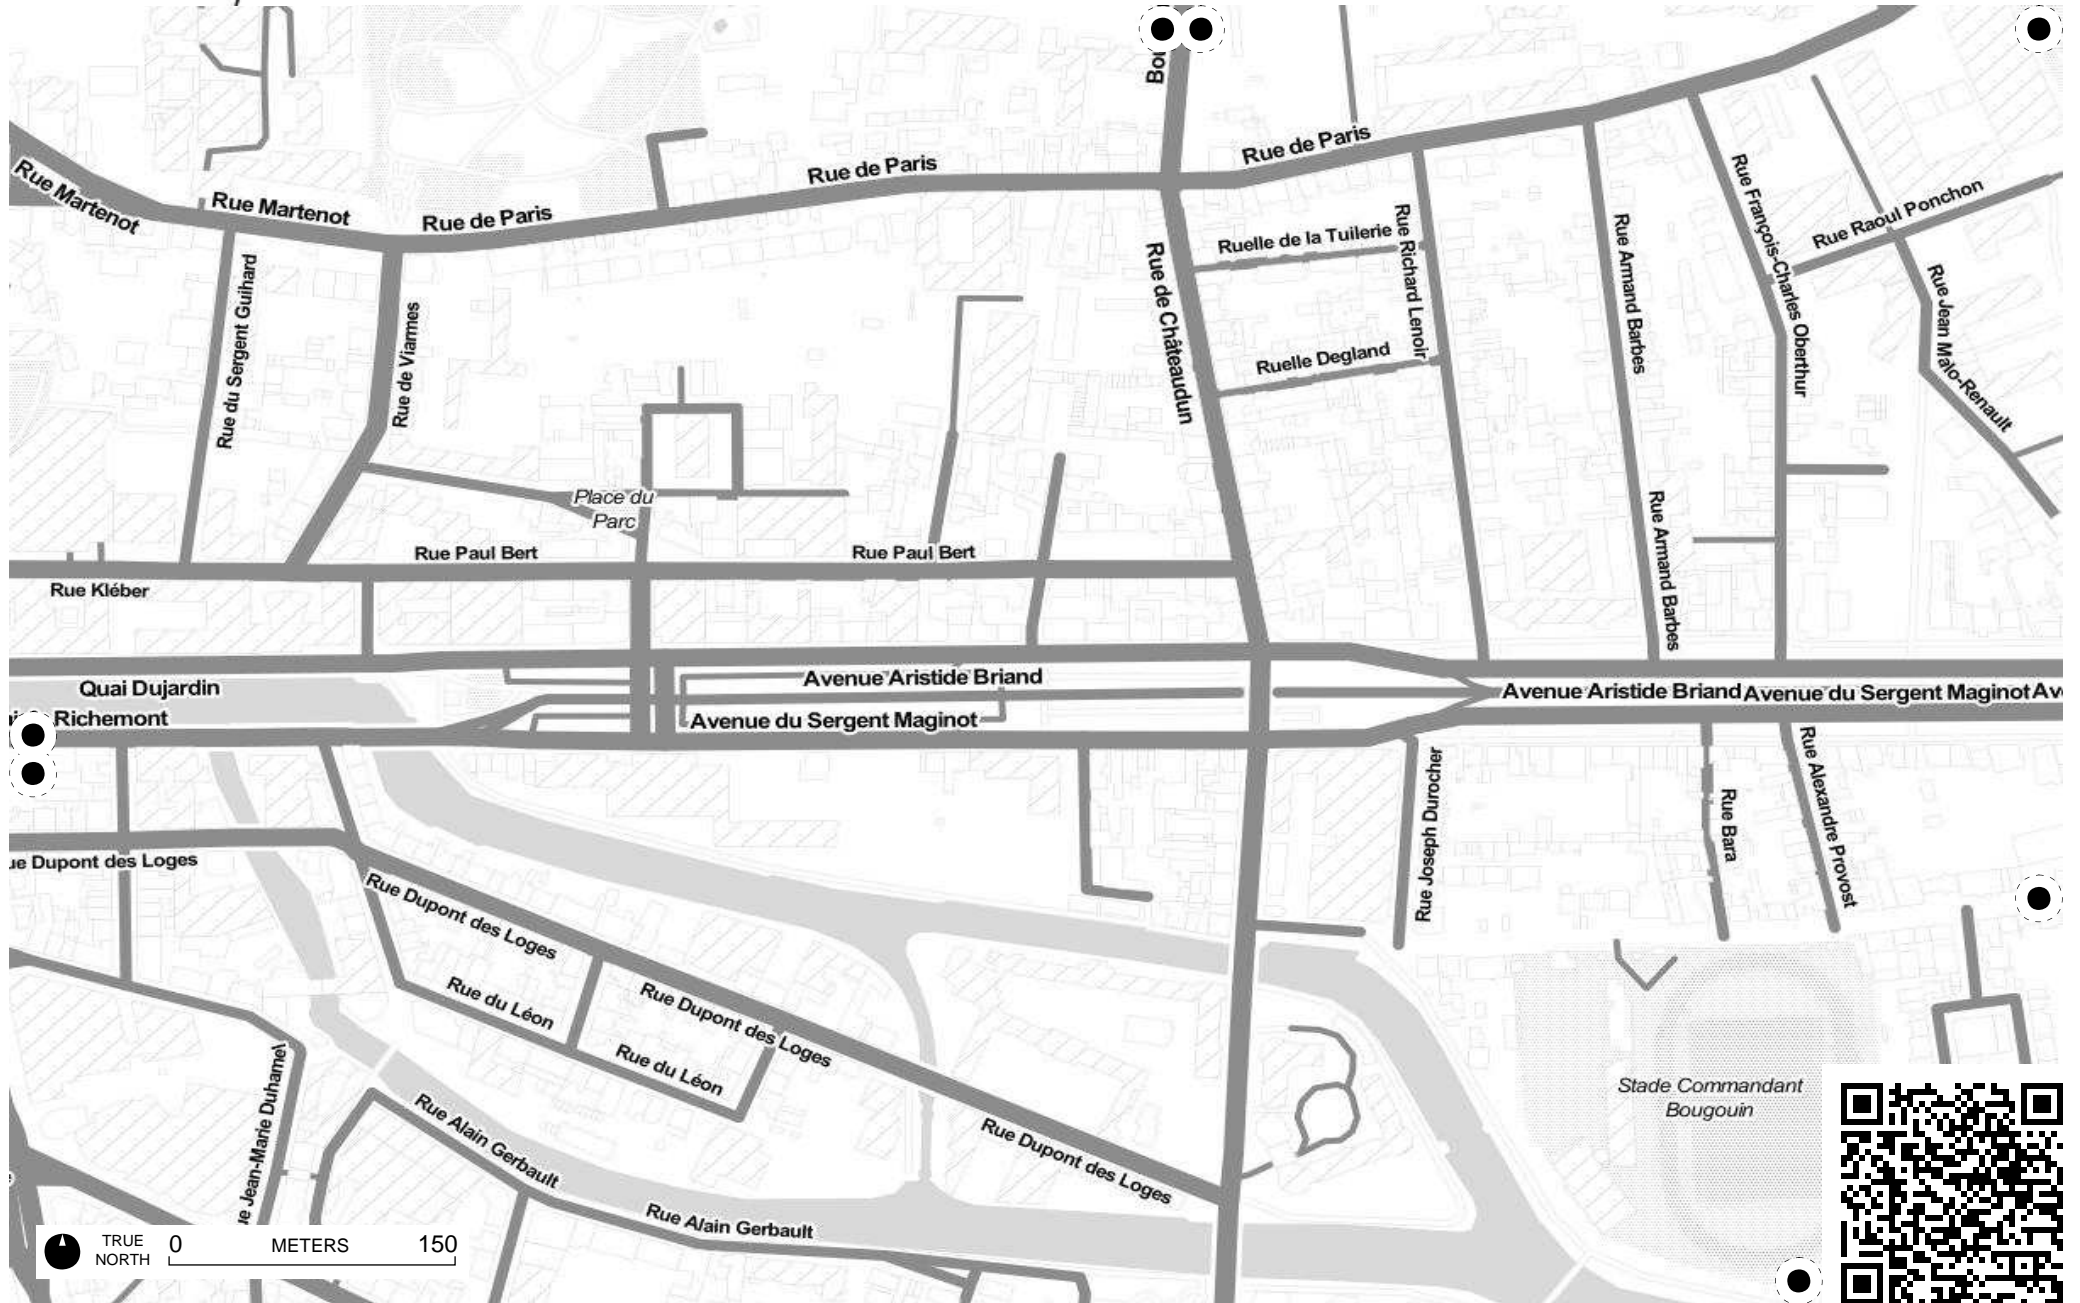 Rue de Paris
Rue Martenot
Rue Martenot
Rue de Paris
Rue de Paris
Rue du Sergent Guihard
Rue de Viarmes
Rue de Châteaudun
Ruelle de la Tuilerie
Rue Richard Lenoir
Ruelle Degland
Rue Armand Barbes
Rue François-Charles Oberthur
Rue Raoul Ponchon
Rue Jean Malo-Renault
Place du
Parc
Rue Armand Barbes
Rue Paul Bert
Rue Paul Bert
Rue Kléber
Avenue Aristide Briand
Quai Dujardin
Avenue Aristide Briand
Avenue du Sergent Maginot
Richemont
Avenue du Sergent Maginot
Rue Joseph Durocher
Rue Bara
Rue Alexandre Provost
Dupont des Loges
Rue Dupont des Loges
Rue du Léon
Rue Dupont des Loges
Rue du Léon
Jean-Marie Duhamel
Rue Alain Gerbault
Rue Dupont des Loges
Stade Commandant
Bougouin
Rue Alain Gerbault
TRUE
NORTH
0 METERS 150